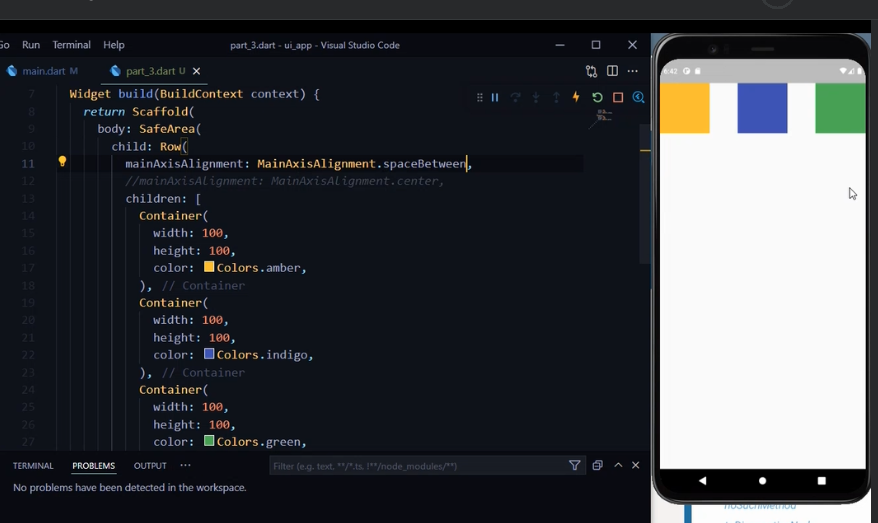 Go Run Terminal Help part_3.dart - ui_app - Visual Studio Code
main.dart M part_3.dart U
7 Widget build(BuildContext context) {
8 return Scaffold(
9 body: SafeArea(
10 child: Row(
11 mainAxisAlignment: MainAxisAlignment.spaceBetween,
12 //mainAxisAlignment: MainAxisAlignment.center,
13 children: [
14 Container(
15 width: 100,
16 height: 100,
17 color: Colors.amber,
18 ), // Container
19 Container(
20 width: 100,
21 height: 100,
22 color: Colors.indigo,
23 ), // Container
24 Container(
25 width: 100,
26 height: 100,
27 color: Colors.green,
TERMINAL PROBLEMS OUTPUT
Filter (e.g. text, **/*.ts, !**/node_modules/**)
No problems have been detected in the workspace.
6:42
noSuchMethod